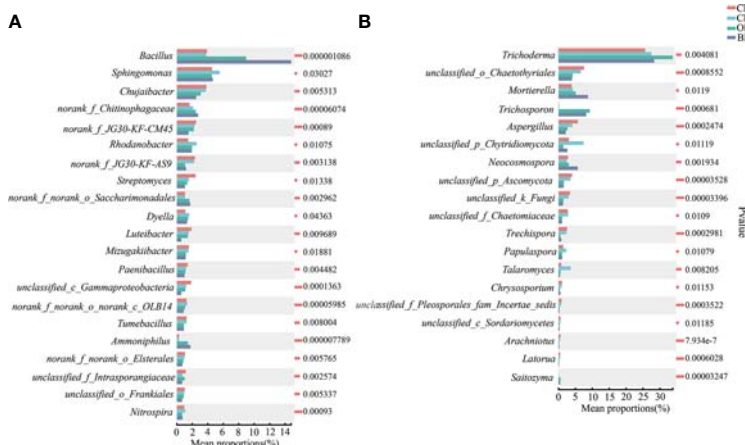 A
Bacillus 0.000001086
Sphingomonas 0.03027
Chujaibacter 0.005313
norank_f_Chitinophagaceae 0.00006074
norank_f_JG30-KF-CM45 0.00089
Rhodanobacter 0.01075
norank_f_JG30-KF-AS9 0.003138
Streptomyces 0.01338
norank_f_norank_o_Saccharimonadales 0.002962
Dyella 0.04363
Luteibacter 0.009689
Mizugakiibacter 0.01881
Paenibacillus 0.004482
unclassified_c_Gammaproteobacteria 0.0001363
norank_f_norank_o_norank_c_OLB14 0.00005985
Tumebacillus 0.008004
Ammoniphilus 0.000007789
norank_f_norank_o_Elsterales 0.005765
unclassified_f_Intrasporangiaceae 0.002574
unclassified_o_Frankiales 0.005337
Nitrospira 0.00093
0 2 4 6 8 10 12 14
Mean proportions(%)
B
Trichoderma 0.004081
unclassified_o_Chaetothyriales 0.0008552
Mortierella 0.0119
Trichosporon 0.000681
Aspergillus 0.0002474
unclassified_p_Chytridiomycota 0.01119
Neocosmospora 0.001934
unclassified_p_Ascomycota 0.00003528
unclassified_k_Fungi 0.00003396
unclassified_f_Chaetomiaceae 0.0109
Trechispora 0.0002981
Papulaspora 0.01079
Talaromyces 0.008205
Chrysosporium 0.01153
unclassified_f_Pleosporales_fam_Incertae_sedis 0.0003522
unclassified_c_Sordariomycetes 0.01185
Arachniotus 7.934e-7
Latorua 0.0006028
Saitozyma 0.00003247
0 5 10 15 20 25 30
Mean proportions(%)
Pvalue